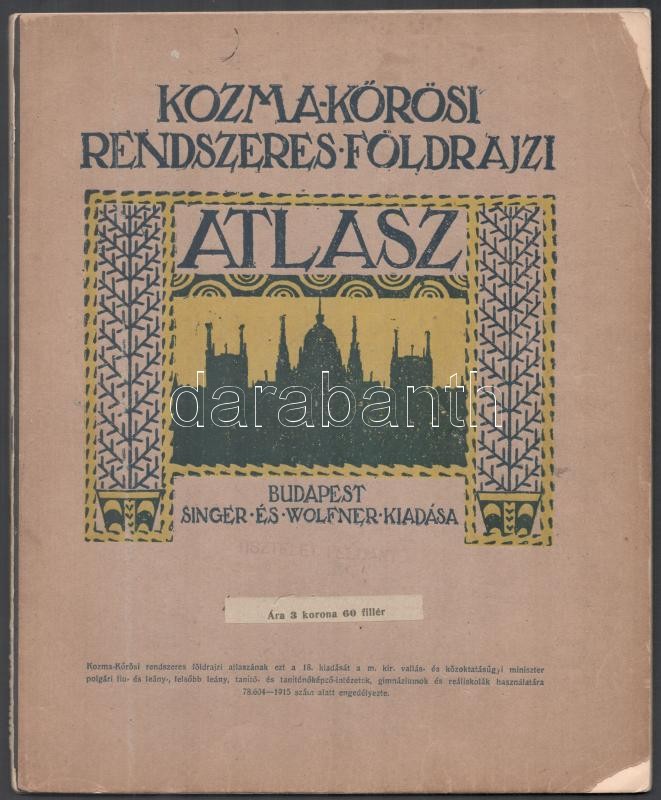 KOZMA-KŐRÖSI
RENDSZERES·FÖLDRAJZI
ATLASZ
darabanth
BUDAPEST
SINGER·ÉS·WOLFNER·KIADÁSA
Ára 3 korona 60 fillér
Kozma-Kőrösi rendszeres földrajzi atlaszának ezt a 18. kiadását a m. kir. vallás- és közoktatásügyi miniszter
polgári fiu- és leány-, felsőbb leány, tanító- és tanítónőképző-intézetek, gimnáziumok és reáliskolák használatára
78.604—1915 szám alatt engedélyezte.